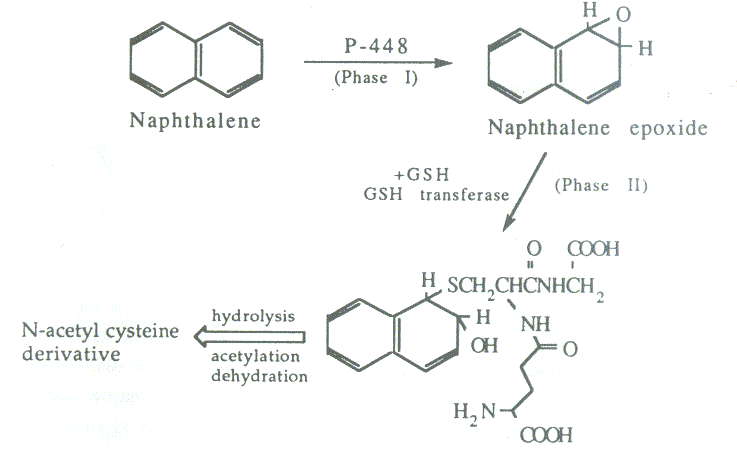 H
O
P-448
H
(Phase I)
Naphthalene
Naphthalene epoxide
+GSH
GSH transferase
(Phase II)
O COOH
H SCH2CHCNHCH2
hydrolysis
H
NH
N-acetyl cysteine
derivative
OH
O
acetylation
dehydration
H2N
COOH